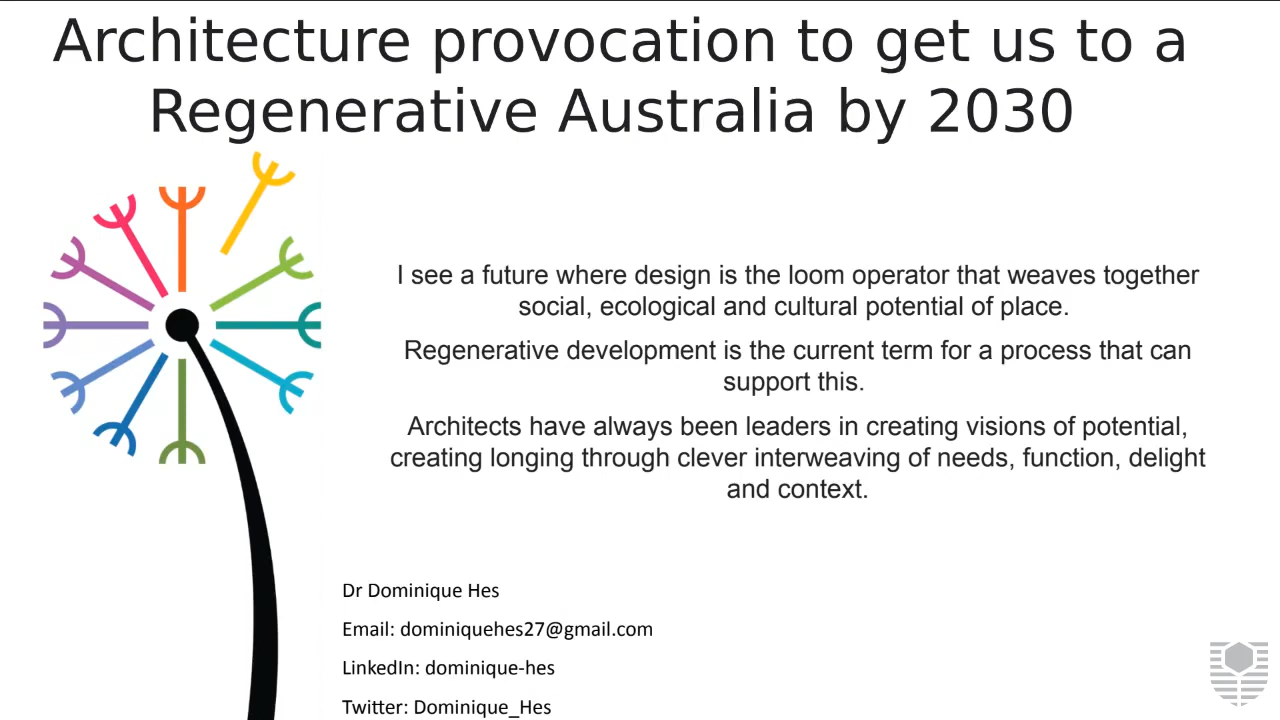 Architecture provocation to get us to a
Regenerative Australia by 2030
I see a future where design is the loom operator that weaves together
social, ecological and cultural potential of place.
Regenerative development is the current term for a process that can
support this.
Architects have always been leaders in creating visions of potential,
creating longing through clever interweaving of needs, function, delight
and context.
Dr Dominique Hes
Email: dominiquehes27@gmail.com
LinkedIn: dominique-hes
Twitter: Dominique_Hes